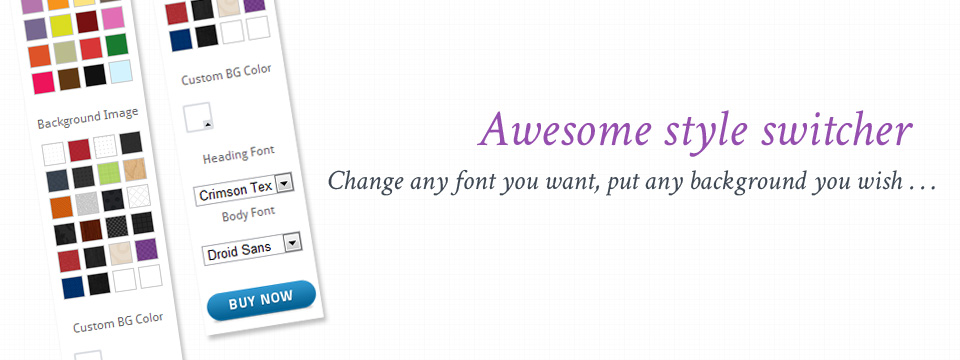 Background Image
Custom BG Color
Custom BG Color
Heading Font
Crimson Tex
Body Font
Droid Sans
BUY NOW
Awesome style switcher
Change any font you want, put any background you wish . . .